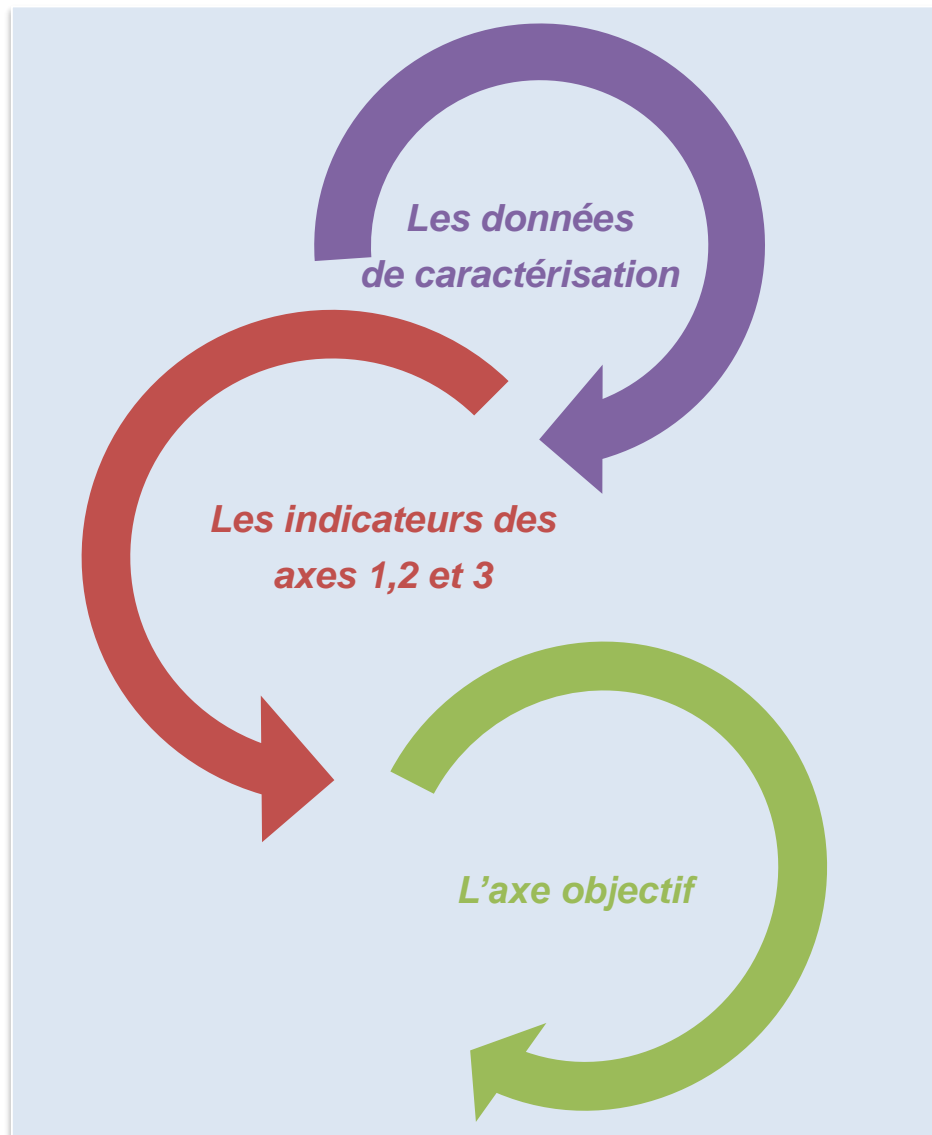 Les données
de caractérisation
Les indicateurs des
axes 1,2 et 3
L’axe objectif